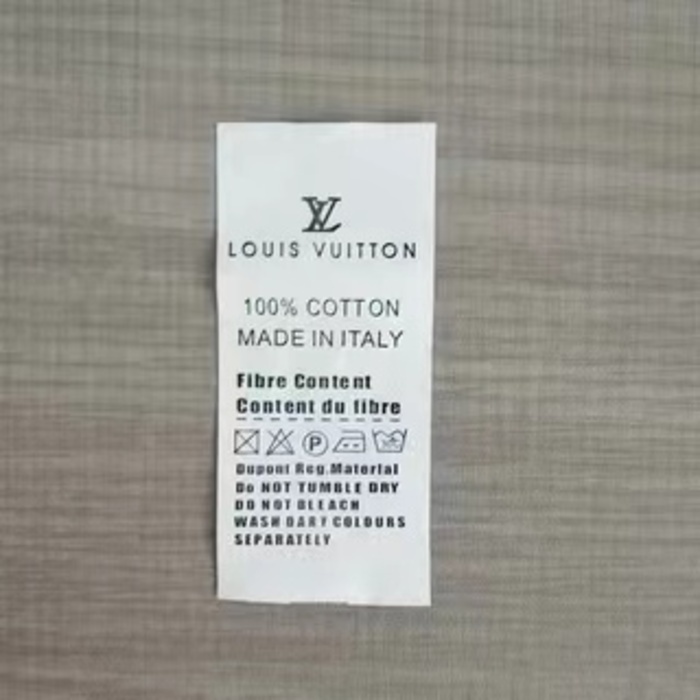 LV
LOUIS VUITTON
100% COTTON
MADE IN ITALY
Fibre Content
Content du fibre
P
Dupont Reg.Material
Do NOT TUMBLE DRY
DO NOT BLEACH
WASH DARY COLOURS
SEPARATELY